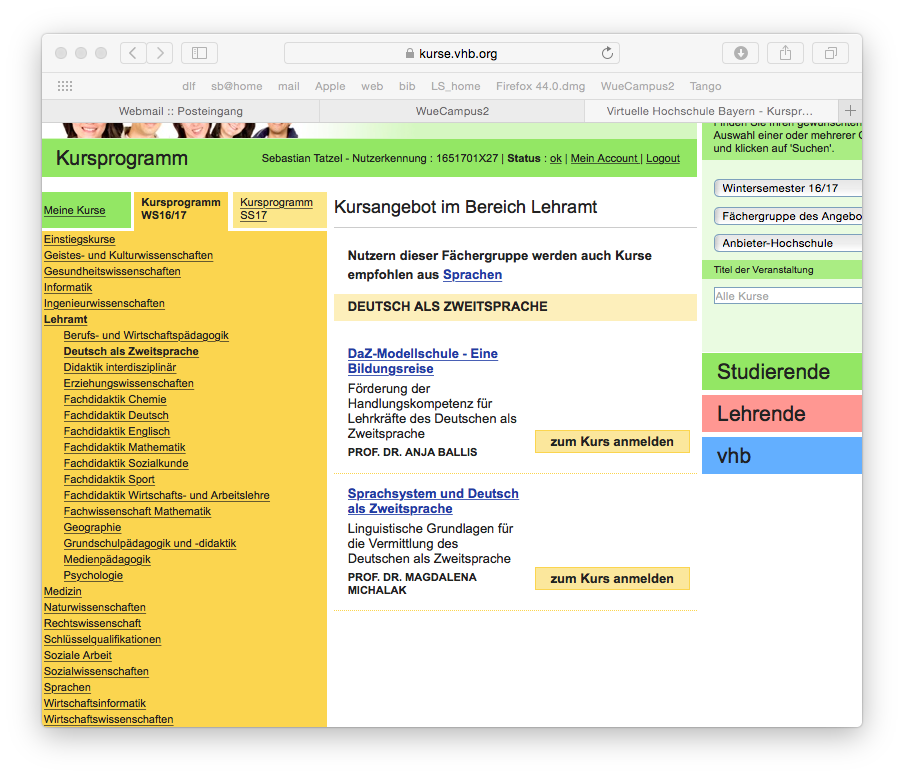 kurse.vhb.org
dlf sb@home mail Apple web bib LS_home Firefox 44.0.dmg WueCampus2 Tango
Webmail :: Posteingang WueCampus2 Virtuelle Hochschule Bayern - Kurspr…
Kursprogramm
Sebastian Tatzel - Nutzerkennung : 1651701X27 | Status : ok | Mein Account | Logout
Meine Kurse
Kursprogramm
WS16/17
Kursprogramm
SS17
Einstiegskurse
Geistes- und Kulturwissenschaften
Gesundheitswissenschaften
Informatik
Ingenieurwissenschaften
Lehramt
Berufs- und Wirtschaftspädagogik
Deutsch als Zweitsprache
Didaktik interdisziplinär
Erziehungswissenschaften
Fachdidaktik Chemie
Fachdidaktik Deutsch
Fachdidaktik Englisch
Fachdidaktik Mathematik
Fachdidaktik Sozialkunde
Fachdidaktik Sport
Fachdidaktik Wirtschafts- und Arbeitslehre
Fachwissenschaft Mathematik
Geographie
Grundschulpädagogik und -didaktik
Medienpädagogik
Psychologie
Medizin
Naturwissenschaften
Rechtswissenschaft
Schlüsselqualifikationen
Soziale Arbeit
Sozialwissenschaften
Sprachen
Wirtschaftsinformatik
Wirtschaftswissenschaften
Kursangebot im Bereich Lehramt
Nutzern dieser Fächergruppe werden auch Kurse
empfohlen aus Sprachen
DEUTSCH ALS ZWEITSPRACHE
DaZ-Modellschule - Eine
Bildungsreise
Förderung der
Handlungskompetenz für
Lehrkräfte des Deutschen als
Zweitsprache
PROF. DR. ANJA BALLIS
zum Kurs anmelden
Sprachsystem und Deutsch
als Zweitsprache
Linguistische Grundlagen für
die Vermittlung des
Deutschen als Zweitsprache
PROF. DR. MAGDALENA
MICHALAK
zum Kurs anmelden
Finden Sie Ihren gewünschten
Auswahl einer oder mehrerer
und klicken auf 'Suchen'.
Wintersemester 16/17
Fächergruppe des Angebo
Anbieter-Hochschule
Titel der Veranstaltung
Alle Kurse
Studierende
Lehrende
vhb